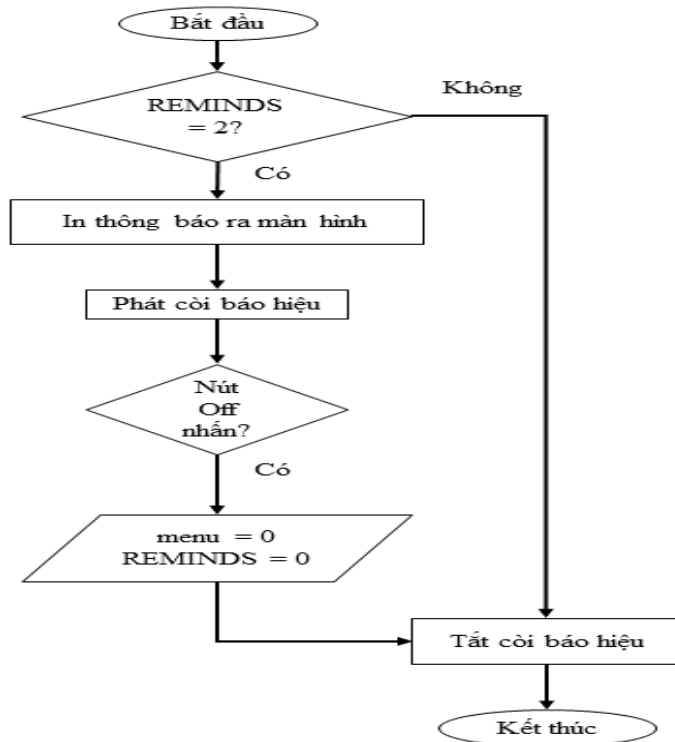 Bắt đầu
Không
REMINDS
= 2?
Có
In thông báo ra màn hình
Phát còi báo hiệu
Nút
Off
nhấn?
Có
menu = 0
REMINDS = 0
Tắt còi báo hiệu
Kết thúc